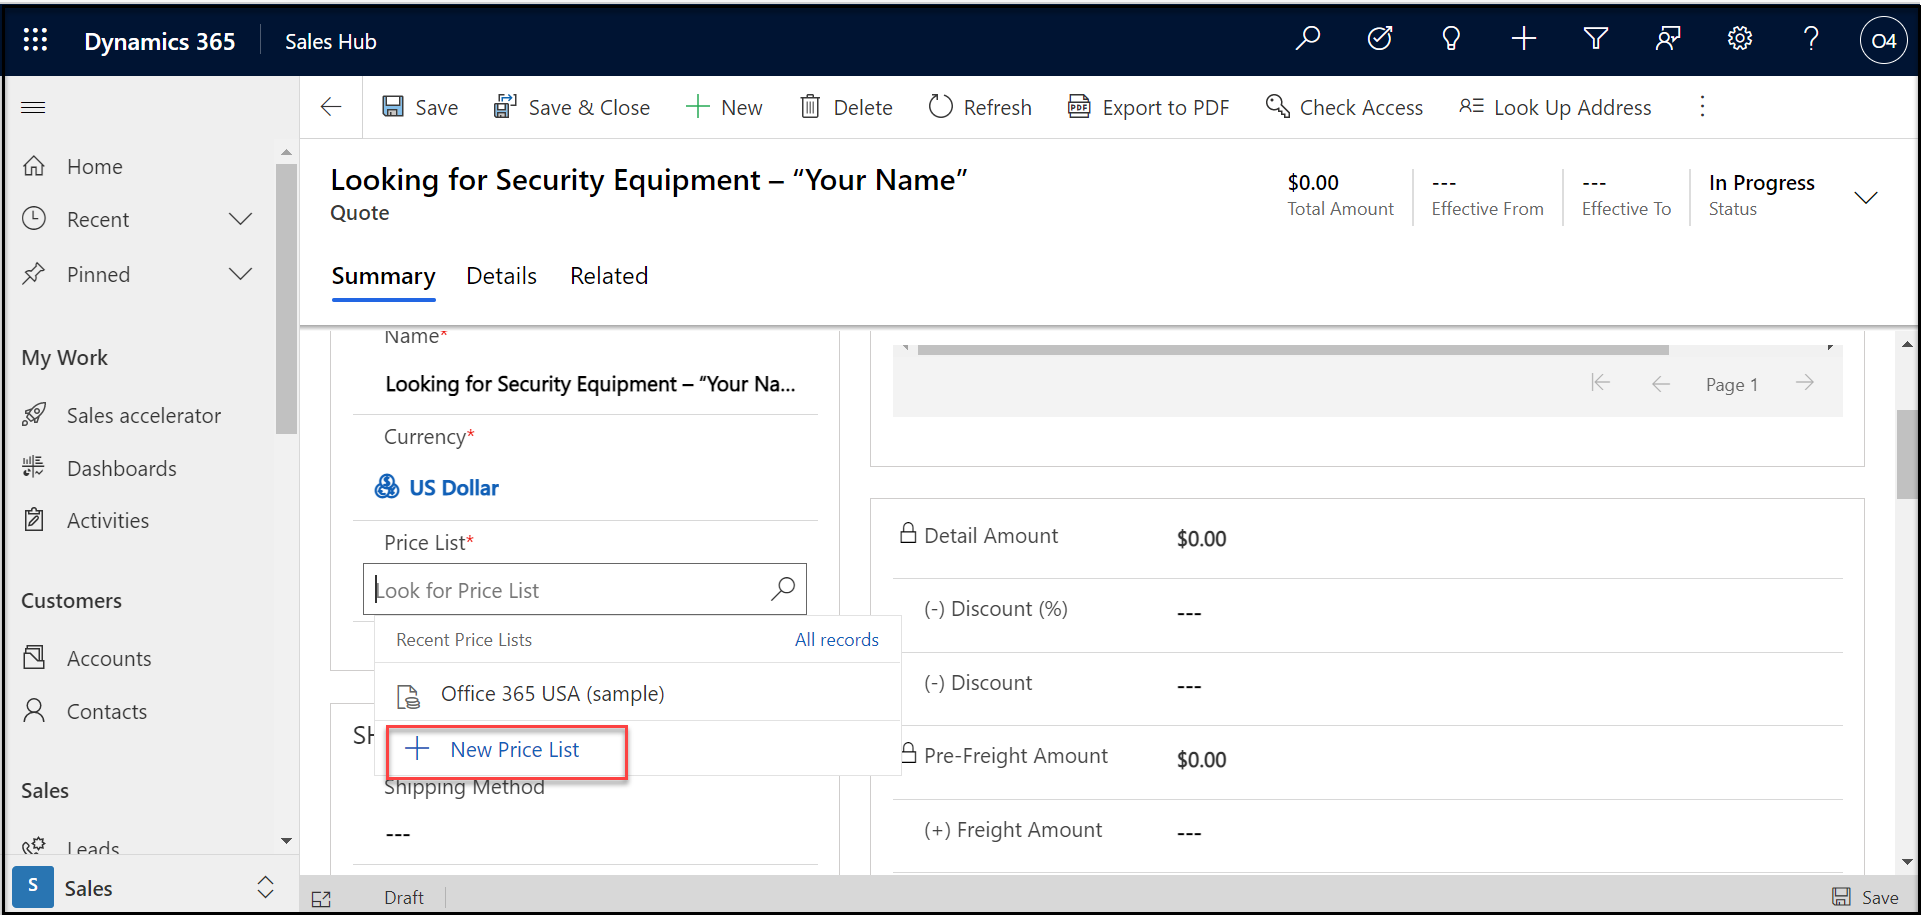 Dynamics 365 Sales Hub O4
Save Save & Close New Delete Refresh Export to PDF Check Access Look Up Address
Home
Recent
Pinned
My Work
Sales accelerator
Dashboards
Activities
Customers
Accounts
Contacts
Sales
Leads
S Sales
Looking for Security Equipment – “Your Name”
Quote
$0.00
Total Amount
---
Effective From
---
Effective To
In Progress
Status
Summary Details Related
Name*
Looking for Security Equipment – “Your Na...
Currency*
US Dollar
Price List*
Look for Price List
Recent Price Lists All records
Office 365 USA (sample)
New Price List
SH
Shipping Method
---
Page 1
Detail Amount $0.00
(-) Discount (%) ---
(-) Discount ---
Pre-Freight Amount $0.00
(+) Freight Amount ---
Draft Save